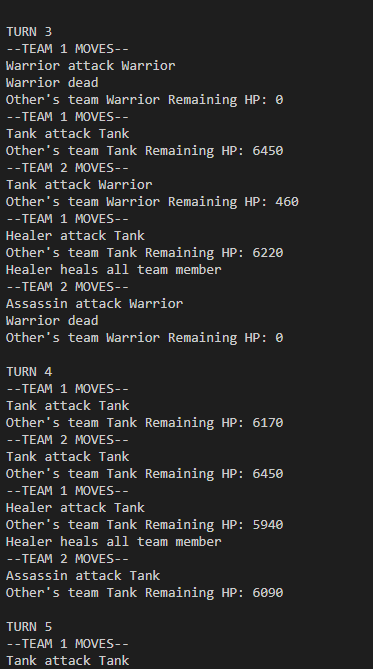 TURN 3
--TEAM 1 MOVES--
Warrior attack Warrior
Warrior dead
Other's team Warrior Remaining HP: 0
--TEAM 1 MOVES--
Tank attack Tank
Other's team Tank Remaining HP: 6450
--TEAM 2 MOVES--
Tank attack Warrior
Other's team Warrior Remaining HP: 460
--TEAM 1 MOVES--
Healer attack Tank
Other's team Tank Remaining HP: 6220
Healer heals all team member
--TEAM 2 MOVES--
Assassin attack Warrior
Warrior dead
Other's team Warrior Remaining HP: 0

TURN 4
--TEAM 1 MOVES--
Tank attack Tank
Other's team Tank Remaining HP: 6170
--TEAM 2 MOVES--
Tank attack Tank
Other's team Tank Remaining HP: 6450
--TEAM 1 MOVES--
Healer attack Tank
Other's team Tank Remaining HP: 5940
Healer heals all team member
--TEAM 2 MOVES--
Assassin attack Tank
Other's team Tank Remaining HP: 6090

TURN 5
--TEAM 1 MOVES--
Tank attack Tank